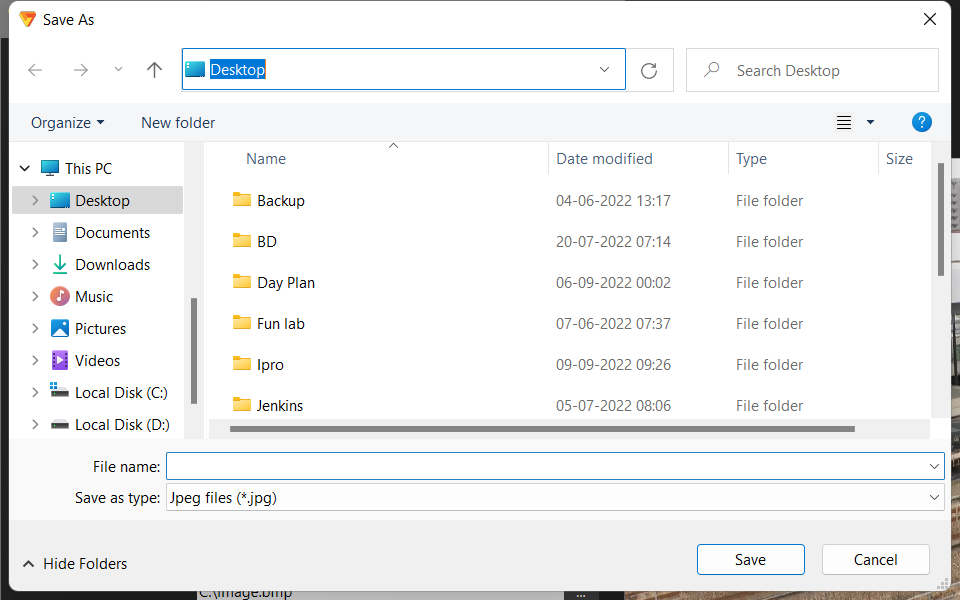 Save As
Desktop
Search Desktop
Organize New folder ?
Name Date modified Type Size
This PC
Desktop
Documents
Downloads
Music
Pictures
Videos
Local Disk (C:)
Local Disk (D:)
Backup 04-06-2022 13:17 File folder
BD 20-07-2022 07:14 File folder
Day Plan 06-09-2022 00:02 File folder
Fun lab 07-06-2022 07:37 File folder
Ipro 09-09-2022 09:26 File folder
Jenkins 05-07-2022 08:06 File folder
File name:
Save as type: Jpeg files (*.jpg)
Hide Folders Save Cancel
C:\image.bmp ...